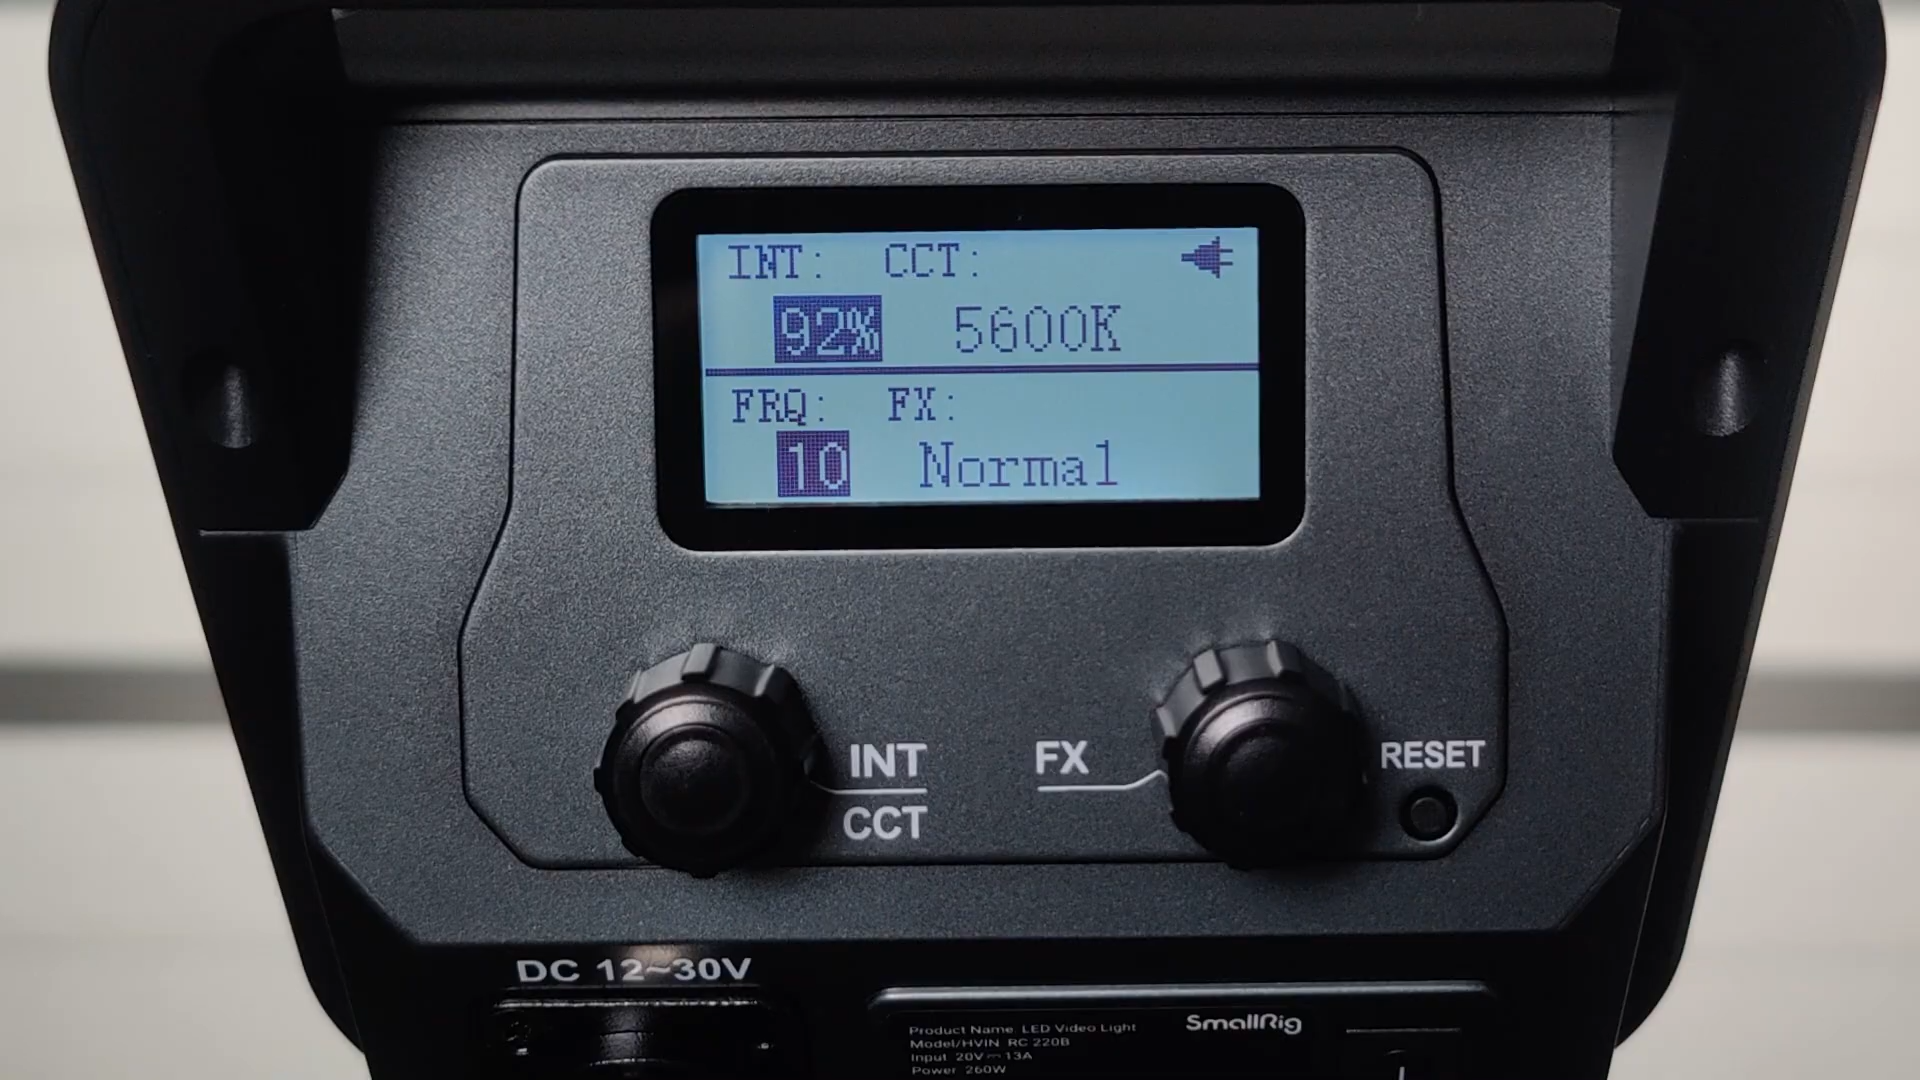 INT: CCT:
92% 5600K
FRQ: FX:
10 Normal
INT
CCT
FX
RESET
DC 12~30V
Product Name LED Video Light
Model/HVIN RC 220B
Input 20V⎓13A
Power 260W
SmallRig